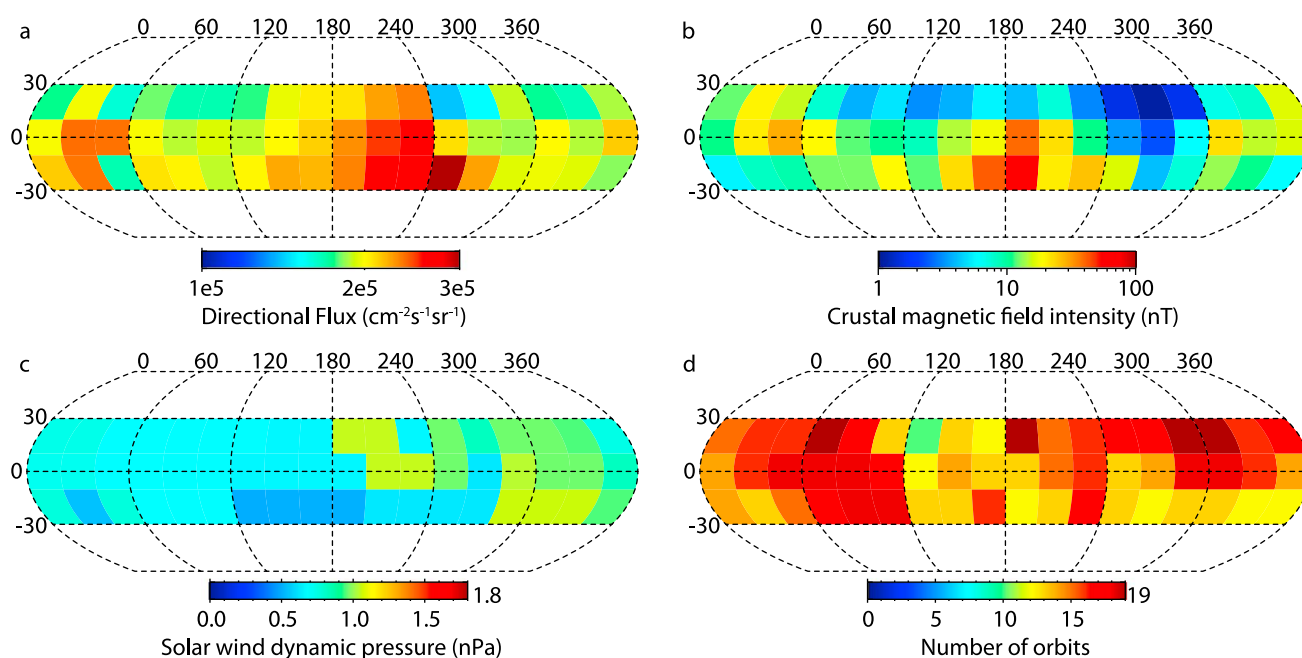 a
0 120 180 240 360
30
0
-30
1e5 2e5 3e5
Directional Flux (cm⁻²s⁻¹sr⁻¹)
b
0 60 120 180 240 300 360
30
0
-30
1 10 100
Crustal magnetic field intensity (nT)
c
0 60 120 180 240 300 360
30
0
-30
0.0 0.5 1.0 1.5 1.8
Solar wind dynamic pressure (nPa)
d
0 60 120 180 240 300 360
30
0
-30
0 5 10 15 19
Number of orbits